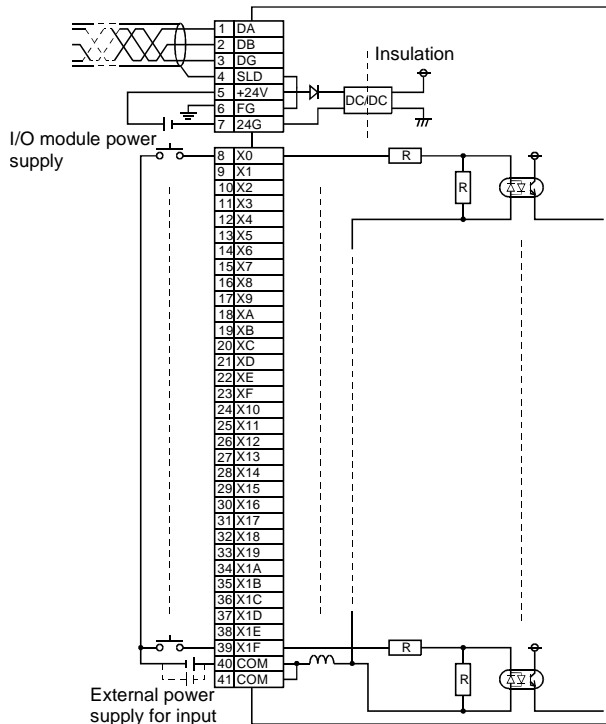 1 DA
2 DB
3 DG
4 SLD
5 +24V
6 FG
7 24G
Insulation
DC/DC
I/O module power
supply
8 X0
9 X1
10 X2
11 X3
12 X4
13 X5
14 X6
15 X7
16 X8
17 X9
18 XA
19 XB
20 XC
21 XD
22 XE
23 XF
24 X10
25 X11
26 X12
27 X13
28 X14
29 X15
30 X16
31 X17
32 X18
33 X19
34 X1A
35 X1B
36 X1C
37 X1D
38 X1E
39 X1F
40 COM
41 COM
R
R
R
R
External power
supply for input